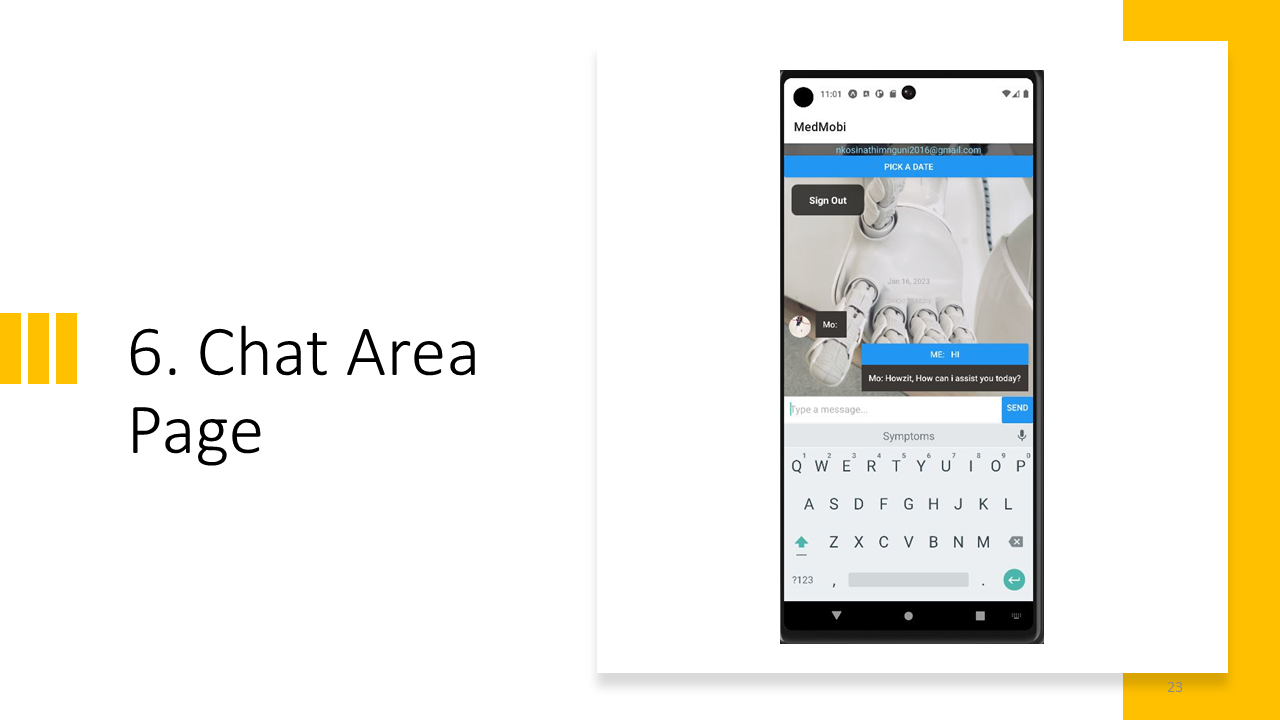 6. Chat Area
Page
11:01
MedMobi
nkosinathimnguni2016@gmail.com
PICK A DATE
Sign Out
Jan 16, 2023
Mo:
ME: HI
Mo: Howzit, How can i assist you today?
Type a message...
SEND
Symptoms
1 2 3 4 5 6 7 8 9 0
Q W E R T Y U I O P
A S D F G H J K L
Z X C V B N M
?123 , .
23